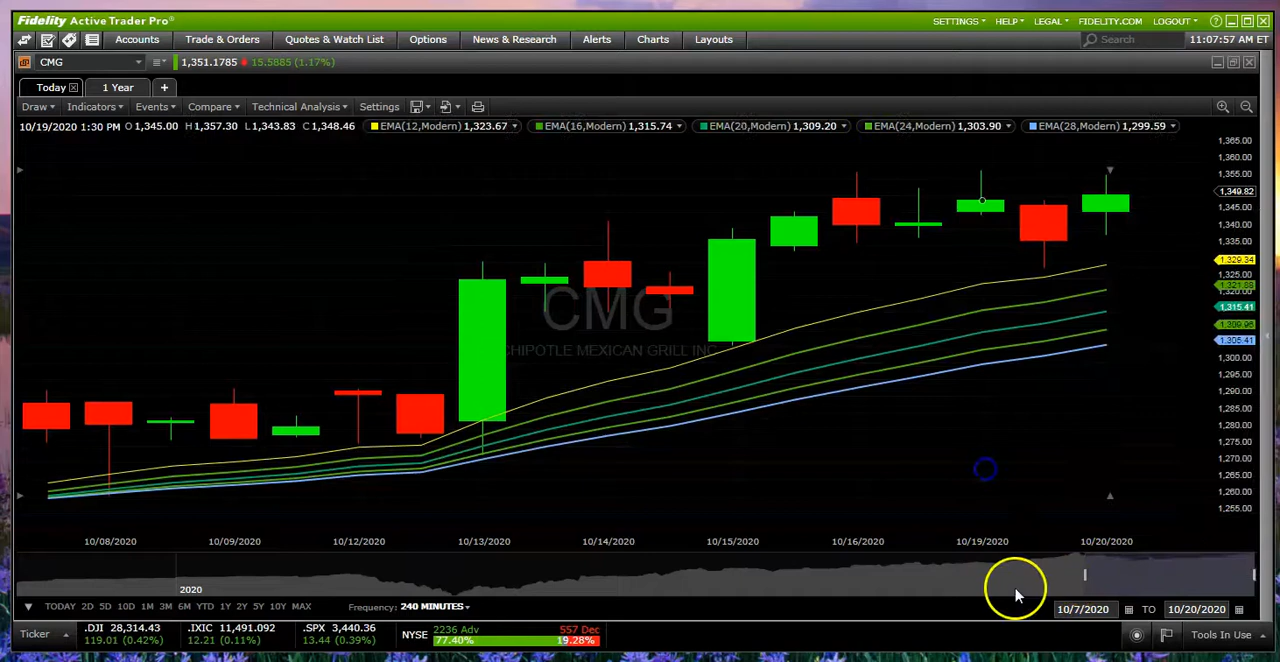 Fidelity Active Trader Pro® SETTINGS HELP LEGAL FIDELITY.COM LOGOUT ?
Accounts Trade & Orders Quotes & Watch List Options News & Research Alerts Charts Layouts Search 11:07:57 AM ET
CMG 1,351.1785 15.5885 (1.17%)
Today 1 Year +
Draw Indicators Events Compare Technical Analysis Settings
10/19/2020 1:30 PM O 1,345.00 H 1,357.30 L 1,343.83 C 1,348.46 EMA(12,Modern) 1,323.67 EMA(16,Modern) 1,315.74 EMA(20,Modern) 1,309.20 EMA(24,Modern) 1,303.90 EMA(28,Modern) 1,299.59
1,365.00
1,360.00
1,355.00
1,349.82
1,345.00
1,340.00
1,335.00
1,329.34
1,325.00
1,320.00
1,315.41
1,305.41
1,300.00
1,295.00
1,290.00
1,285.00
1,280.00
1,275.00
1,270.00
1,265.00
1,260.00
1,255.00
CMG
CHIPOTLE MEXICAN GRILL INC
10/08/2020 10/09/2020 10/12/2020 10/13/2020 10/14/2020 10/15/2020 10/16/2020 10/19/2020 10/20/2020
2020
TODAY 2D 5D 10D 1M 3M 6M YTD 1Y 2Y 5Y 10Y MAX Frequency: 240 MINUTES 10/7/2020 TO 10/20/2020
Ticker .DJI 28,314.43 .IXIC 11,491.092 .SPX 3,440.36 NYSE 2236 Adv 557 Dec Tools In Use
119.01 (0.42%) 12.21 (0.11%) 13.44 (0.39%) 77.40% 19.28%